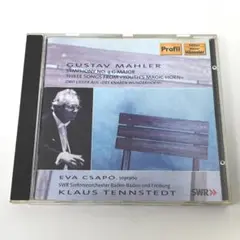 Profil
GUSTAV MAHLER
SYMPHONY NO. 4 G MAJOR
THREE SONGS FROM »YOUTH'S MAGIC HORN«
EVA CSAPÒ, soprano
SWR Sinfonieorchester Baden-Baden und Freiburg
KLAUS TENNSTEDT
SWR»